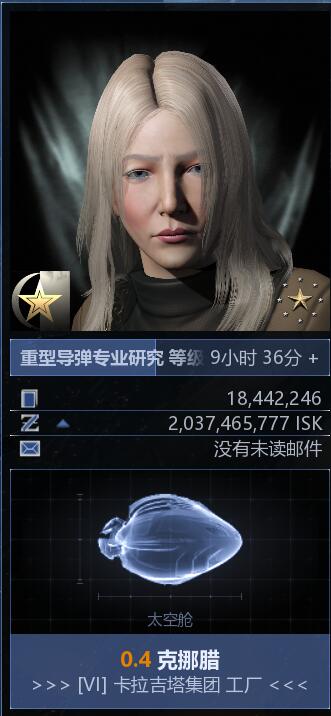 重型导弹专业研究 等级 9小时 36分 +
18,442,246
2,037,465,777 ISK
没有未读邮件
太空舱
0.4 克挪腊
>>> [VI] 卡拉吉塔集团 工厂 <<<